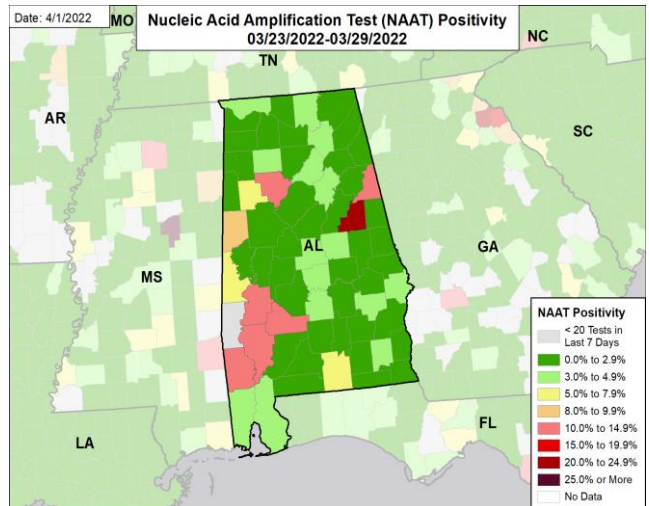 Date: 4/1/2022
Nucleic Acid Amplification Test (NAAT) Positivity
03/23/2022-03/29/2022
MO
TN
NC
AR
SC
AL
GA
MS
LA
FL
NAAT Positivity
< 20 Tests in
Last 7 Days
0.0% to 2.9%
3.0% to 4.9%
5.0% to 7.9%
8.0% to 9.9%
10.0% to 14.9%
15.0% to 19.9%
20.0% to 24.9%
25.0% or More
No Data